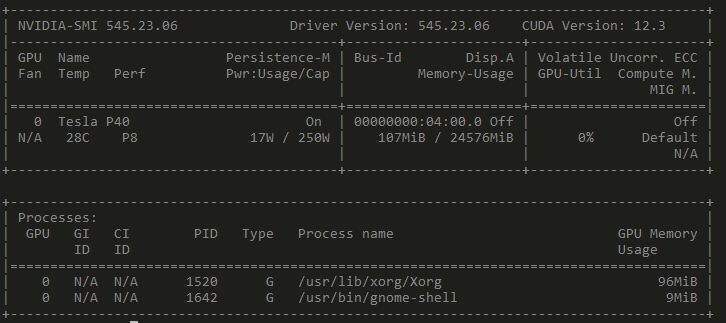 +---------------------------------------------------------------------------------------+
| NVIDIA-SMI 545.23.06              Driver Version: 545.23.06    CUDA Version: 12.3     |
|-----------------------------------------+----------------------+----------------------+
| GPU  Name                 Persistence-M | Bus-Id        Disp.A | Volatile Uncorr. ECC |
| Fan  Temp   Perf          Pwr:Usage/Cap |         Memory-Usage | GPU-Util  Compute M. |
|                                         |                      |               MIG M. |
|=========================================+======================+======================|
|   0  Tesla P40                      On  | 00000000:04:00.0 Off |                  Off |
| N/A   28C    P8              17W / 250W |    107MiB / 24576MiB |      0%      Default |
|                                         |                      |                  N/A |
+-----------------------------------------+----------------------+----------------------+
+---------------------------------------------------------------------------------------+
| Processes:                                                                            |
|  GPU   GI   CI        PID   Type   Process name                            GPU Memory |
|        ID   ID                                                             Usage      |
|=======================================================================================|
|    0   N/A  N/A      1520      G   /usr/lib/xorg/Xorg                           96MiB |
|    0   N/A  N/A      1642      G   /usr/bin/gnome-shell                          9MiB |
+---------------------------------------------------------------------------------------+